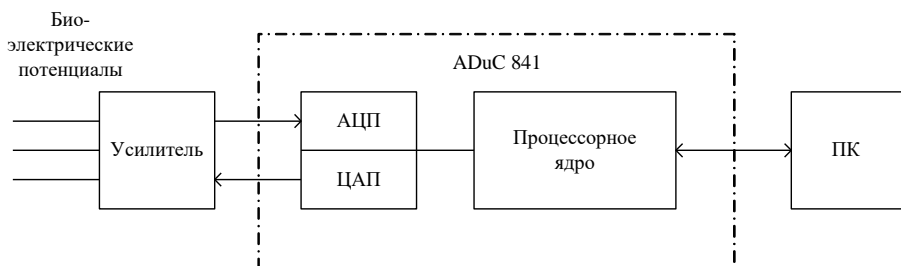 Био-
электрические
потенциалы
ADuC 841
Усилитель
АЦП
ЦАП
Процессорное
ядро
ПК